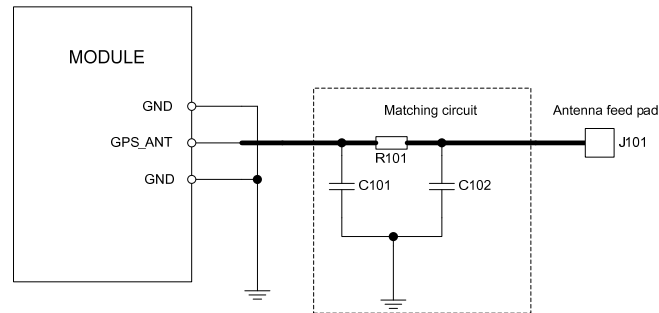 MODULE
GND
GPS_ANT
GND
Matching circuit
R101
C101
C102
Antenna feed pad
J101